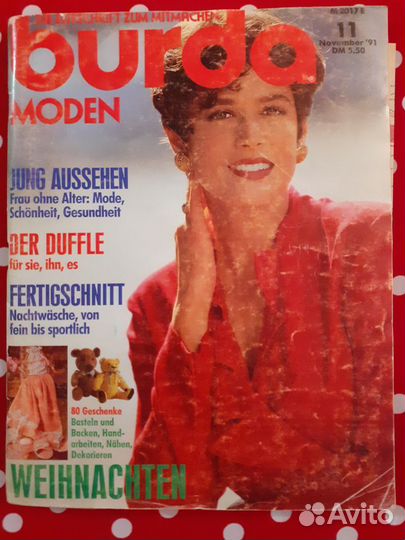 ZEITSCHRIFT ZUM MITMACHEN
burda
MODEN
M 2017 E
11
November '91
DM 5,50
JUNG AUSSEHEN
Frau ohne Alter: Mode,
Schönheit, Gesundheit
DER DUFFLE
für sie, ihn, es
FERTIGSCHNITT
Nachtwäsche, von
fein bis sportlich
80 Geschenke
Basteln und
Backen, Hand-
arbeiten, Nähen,
Dekorieren
WEIHNACHTEN
Avito